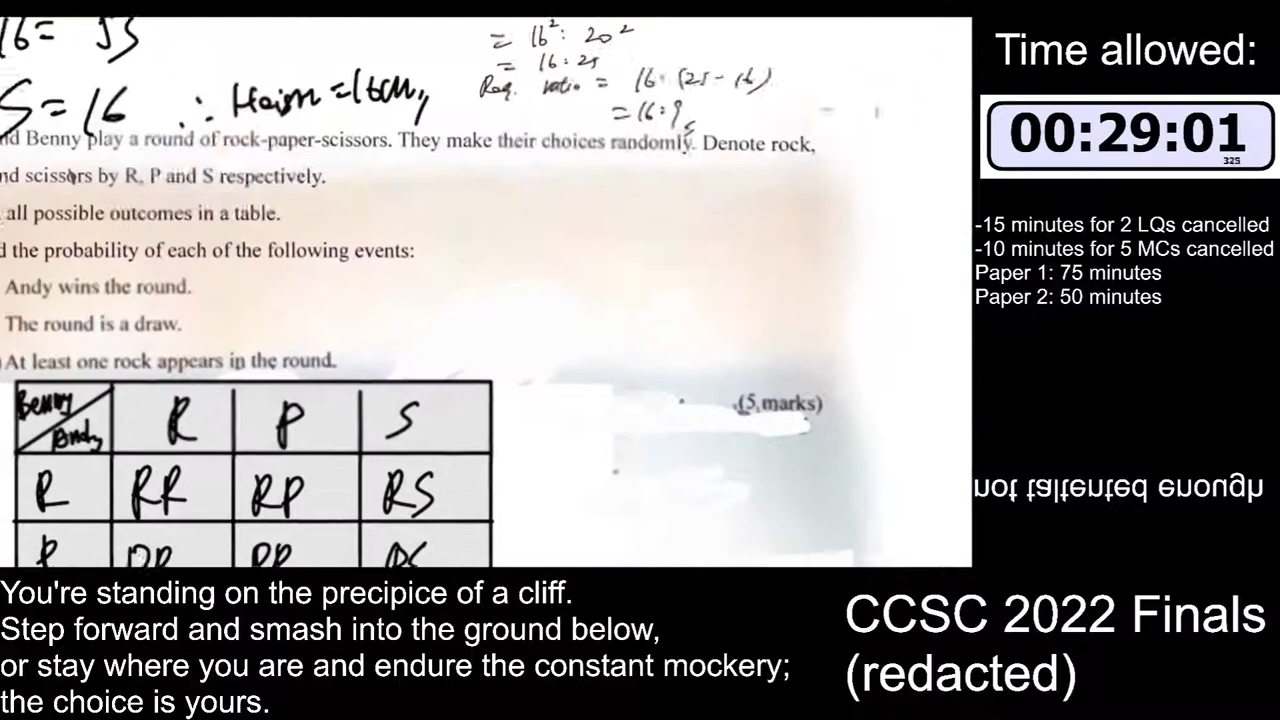 16= 55
S=16 ∴ Height =16cm,
= 16²: 20²
= 16:25
Req. ratio = 16:(25-16)
= 16:9
nd Benny play a round of rock-paper-scissors. They make their choices randomly. Denote rock,
nd scissors by R, P and S respectively.
all possible outcomes in a table.
d the probability of each of the following events:
Andy wins the round.
The round is a draw.
At least one rock appears in the round.
(5 marks)
Benny
Andy
R P S
R RR RP RS
Time allowed:
00:29:01
325
-15 minutes for 2 LQs cancelled
-10 minutes for 5 MCs cancelled
Paper 1: 75 minutes
Paper 2: 50 minutes
not taltented enough
You're standing on the precipice of a cliff.
Step forward and smash into the ground below,
or stay where you are and endure the constant mockery;
the choice is yours.
CCSC 2022 Finals
(redacted)